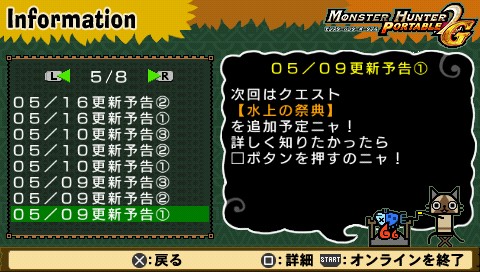 Information
MONSTER HUNTER
PORTABLE 2nd G
L 5/8 R
05/16更新予告②
05/16更新予告①
05/10更新予告③
05/10更新予告②
05/10更新予告①
05/09更新予告③
05/09更新予告②
05/09更新予告①
05/09更新予告①
次回はクエスト
【水上の祭典】
を追加予定ニャ!
詳しく知りたかったら
□ボタンを押すのニャ!
×:戻る
□:詳細 START:オンラインを終了